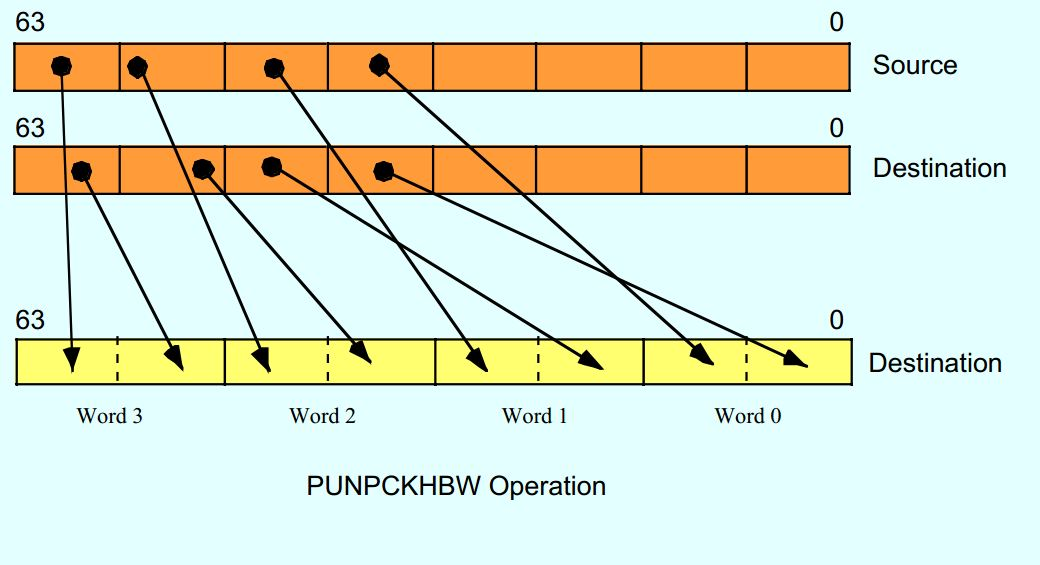 63 0
Source
63 0
Destination
63 0
Destination
Word 3 Word 2 Word 1 Word 0
PUNPCKHBW Operation